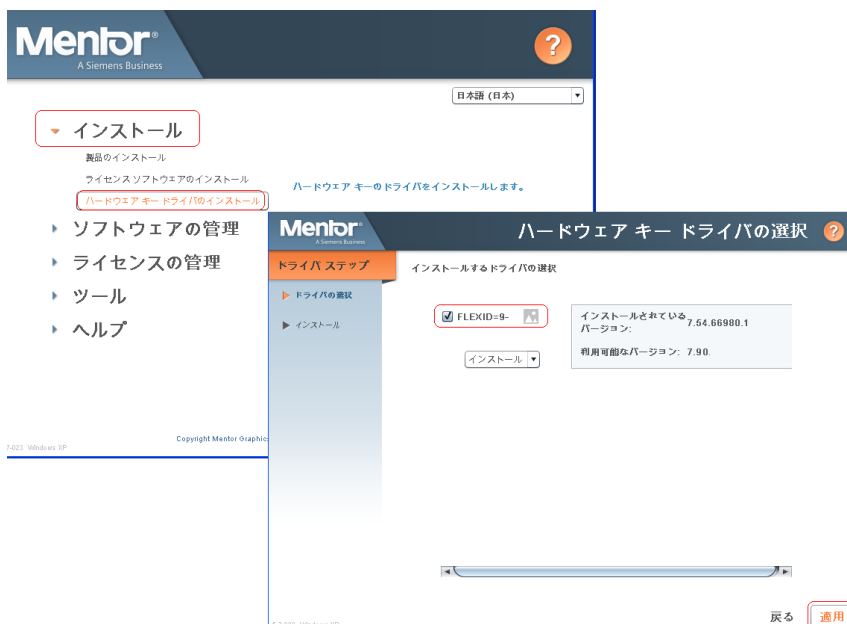 Mentor®
A Siemens Business
?
日本語 (日本)
インストール
製品のインストール
ライセンス ソフトウェアのインストール
ハードウェア キー ドライバのインストール
ハードウェア キーのドライバをインストールします。
ソフトウェアの管理
ライセンスの管理
ツール
ヘルプ
Copyright Mentor Graphic
7-023 Windows XP
Mentor®
A Siemens Business
ハードウェア キー ドライバの選択
?
ドライバ ステップ
ドライバの選択
インストール
インストールするドライバの選択
FLEXID=9-
インストール
インストールされている
バージョン: 7.54.66980.1
利用可能なバージョン: 7.90.
戻る
適用